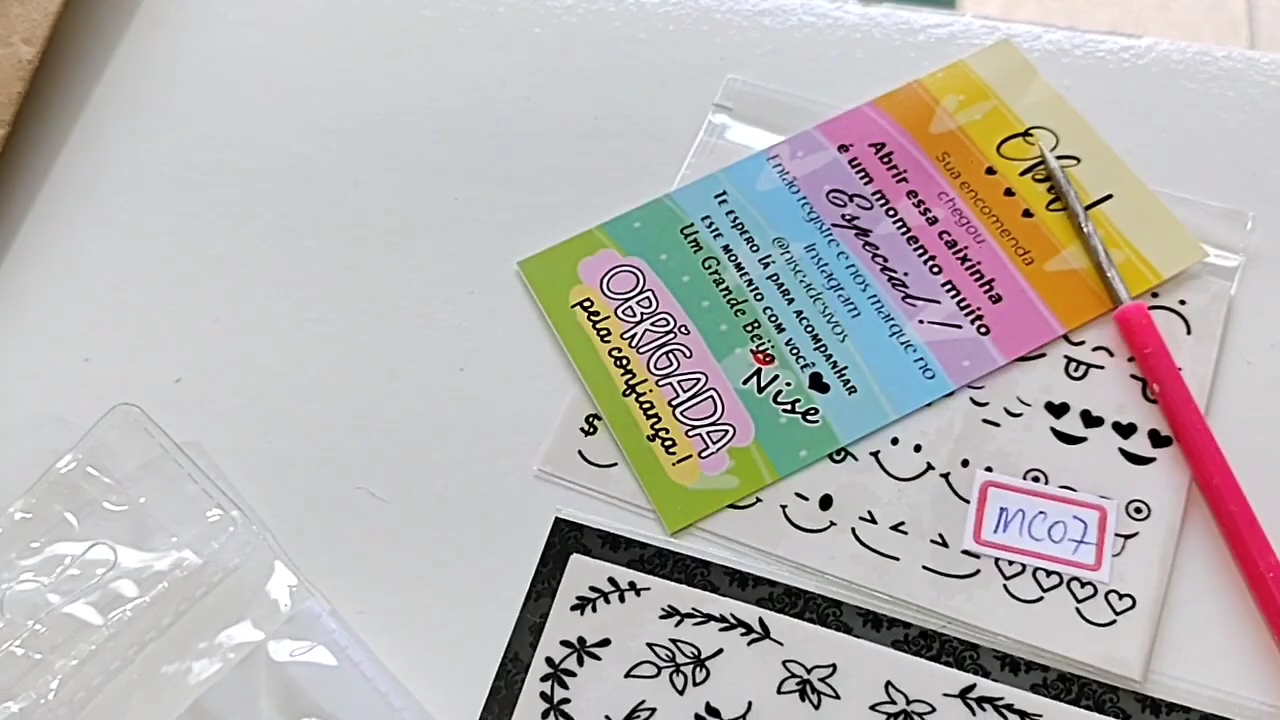 Oba!
Sua encomenda
chegou.
Abrir essa caixinha
é um momento muito
Especial!
Então registre e nos marque no
Instagram
@niseadesivos
Te espero lá para acompanhar
este momento com você
Um Grande Beijo
Nise
OBRIGADA
pela confiança!
MC07